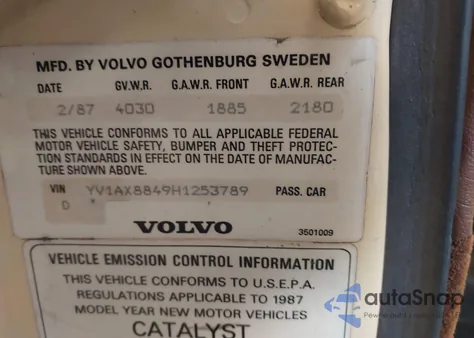 MFD. BY VOLVO GOTHENBURG SWEDEN
DATE G.V.W.R. G.A.W.R. FRONT G.A.W.R. REAR
2/87 4030 1885 2180
THIS VEHICLE CONFORMS TO ALL APPLICABLE FEDERAL
MOTOR VEHICLE SAFETY, BUMPER AND THEFT PROTEC-
TION STANDARDS IN EFFECT ON THE DATE OF MANUFAC-
TURE SHOWN ABOVE.
VIN YV1AX8849H1253789 PASS. CAR
D
VOLVO 3501009
VEHICLE EMISSION CONTROL INFORMATION
THIS VEHICLE CONFORMS TO U.S.E.P.A.
REGULATIONS APPLICABLE TO 1987
MODEL YEAR NEW MOTOR VEHICLES
CATALYST
autaSnap